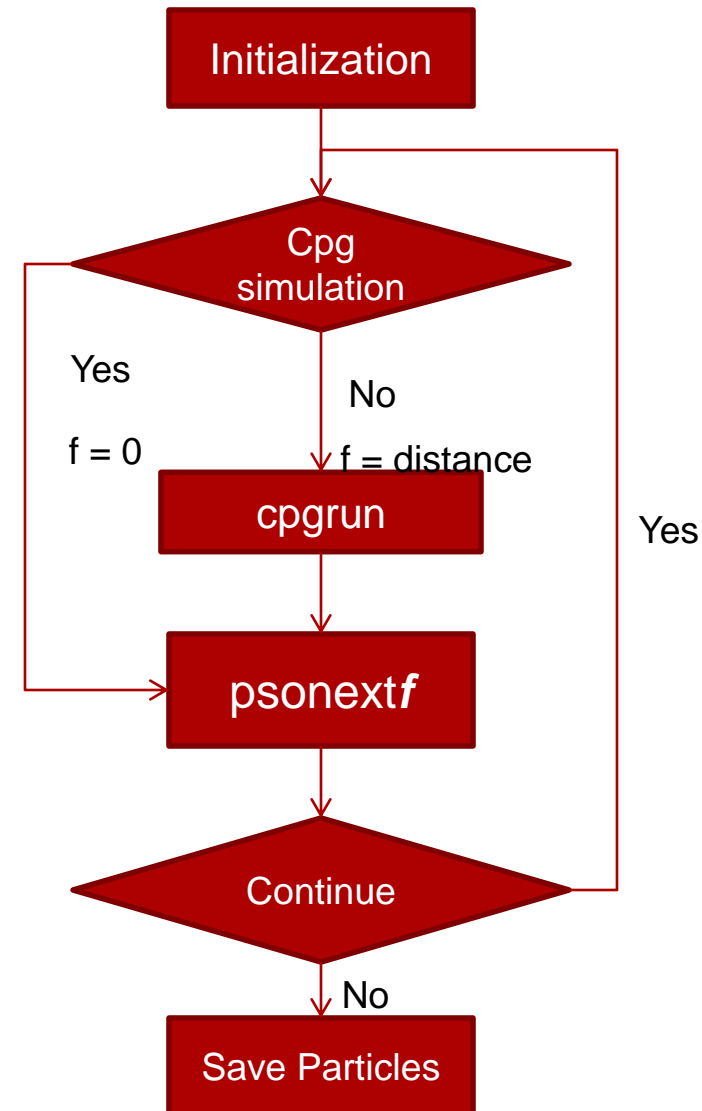 Initialization
Cpg
simulation
Yes
No
f = 0
f = distance
cpgrun
Yes
psonextf
Continue
No
Save Particles